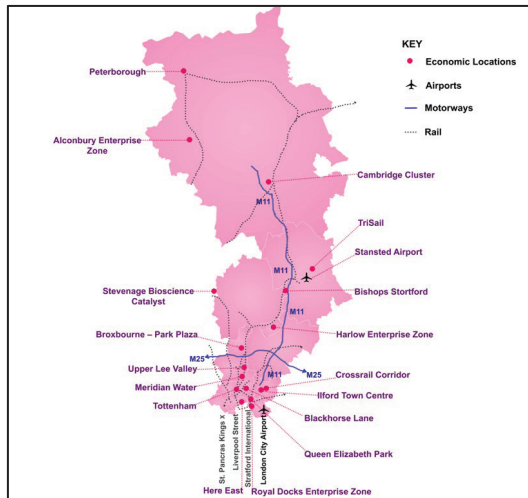 KEY
Economic Locations
Airports
Motorways
Rail
Peterborough
Alconbury Enterprise
Zone
Cambridge Cluster
M11
TriSail
Stansted Airport
M11
Stevenage Bioscience
Catalyst
Bishops Stortford
M11
Harlow Enterprise Zone
Broxbourne – Park Plaza
M25
Upper Lee Valley
M11
M25
Crossrail Corridor
Meridian Water
Ilford Town Centre
Tottenham
Blackhorse Lane
Queen Elizabeth Park
St. Pancras Kings x
Liverpool Street
Stratford International
London City Airport
Here East
Royal Docks Enterprise Zone